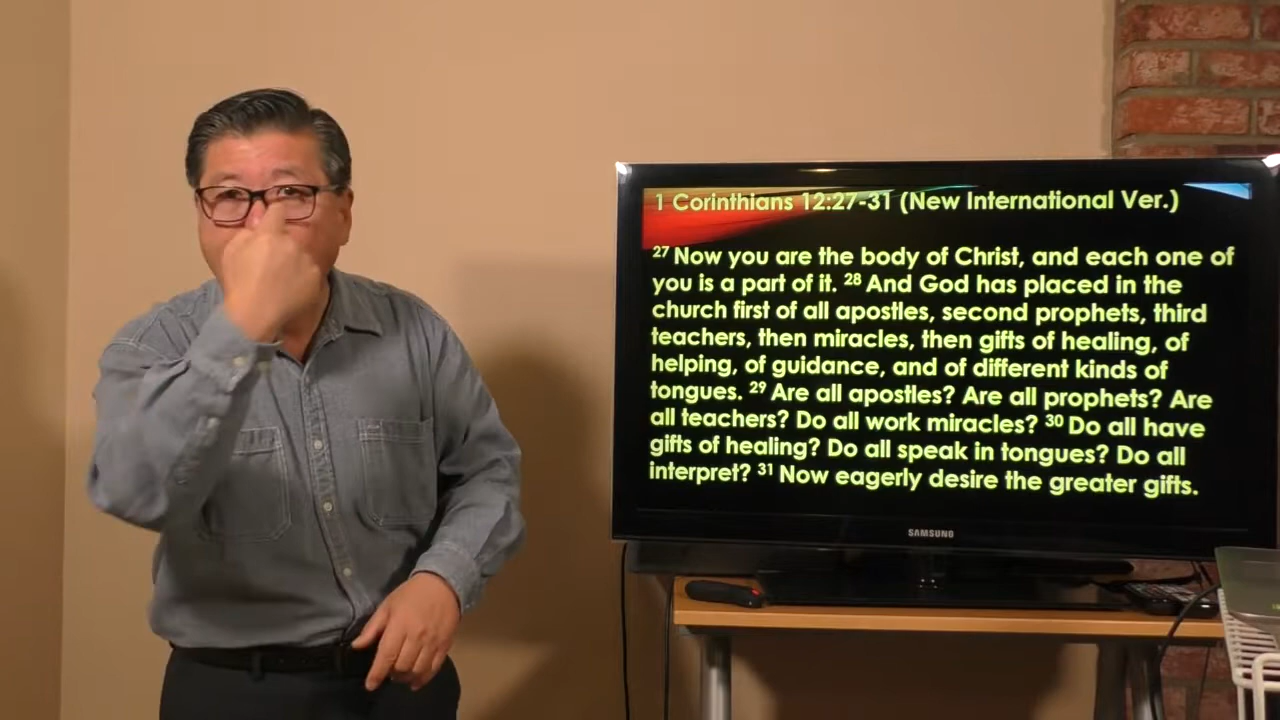 1 Corinthians 12:27-31 (New International Ver.)
27 Now you are the body of Christ, and each one of
you is a part of it. 28 And God has placed in the
church first of all apostles, second prophets, third
teachers, then miracles, then gifts of healing, of
helping, of guidance, and of different kinds of
tongues. 29 Are all apostles? Are all prophets? Are
all teachers? Do all work miracles? 30 Do all have
gifts of healing? Do all speak in tongues? Do all
interpret? 31 Now eagerly desire the greater gifts.
SAMSUNG